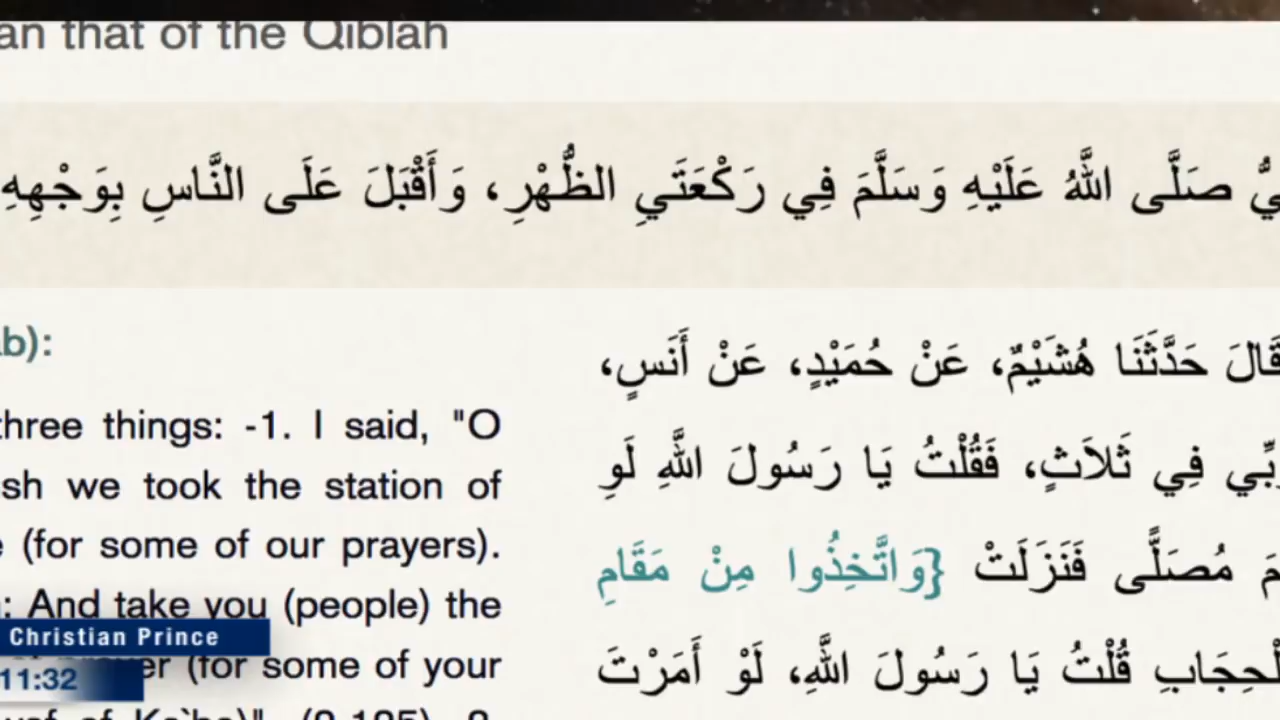 an that of the Qiblah
يُّ صَلَّى اللَّهُ عَلَيْهِ وَسَلَّمَ فِي رَكْعَتَيِ الظُّهْرِ، وَأَقْبَلَ عَلَى النَّاسِ بِوَجْهِهِ
ab):
three things: -1. I said, "O
sh we took the station of
e (for some of our prayers).
: And take you (people) the
er (for some of your
قَالَ حَدَّثَنَا هُشَيْمٌ، عَنْ حُمَيْدٍ، عَنْ أَنَسٍ،
بِّي فِي ثَلاَثٍ، فَقُلْتُ يَا رَسُولَ اللَّهِ لَوِ
مَ مُصَلًّى فَنَزَلَتْ {وَاتَّخِذُوا مِنْ مَقَامِ
لْحِجَابِ قُلْتُ يَا رَسُولَ اللَّهِ، لَوْ أَمَرْتَ
Christian Prince
11:32